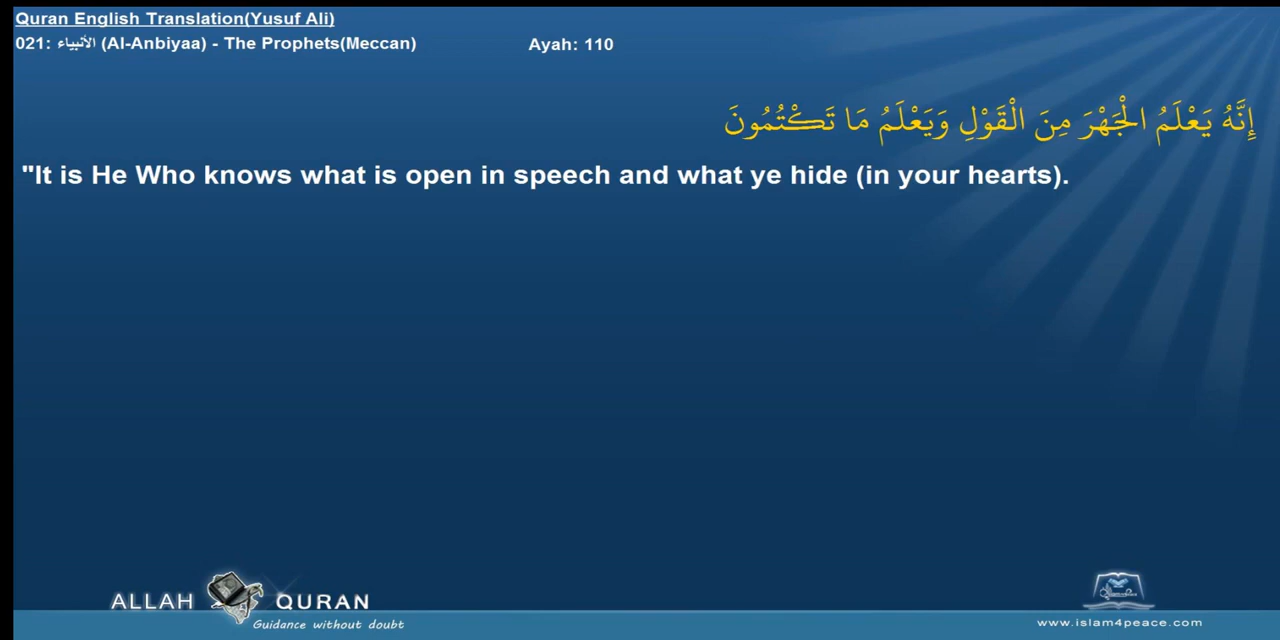 Quran English Translation(Yusuf Ali)
021: الأنبياء (Al-Anbiyaa) - The Prophets(Meccan) Ayah: 110
إِنَّهُ يَعْلَمُ الْجَهْرَ مِنَ الْقَوْلِ وَيَعْلَمُ مَا تَكْتُمُونَ
"It is He Who knows what is open in speech and what ye hide (in your hearts).
ALLAH QURAN
Guidance without doubt
www.islam4peace.com